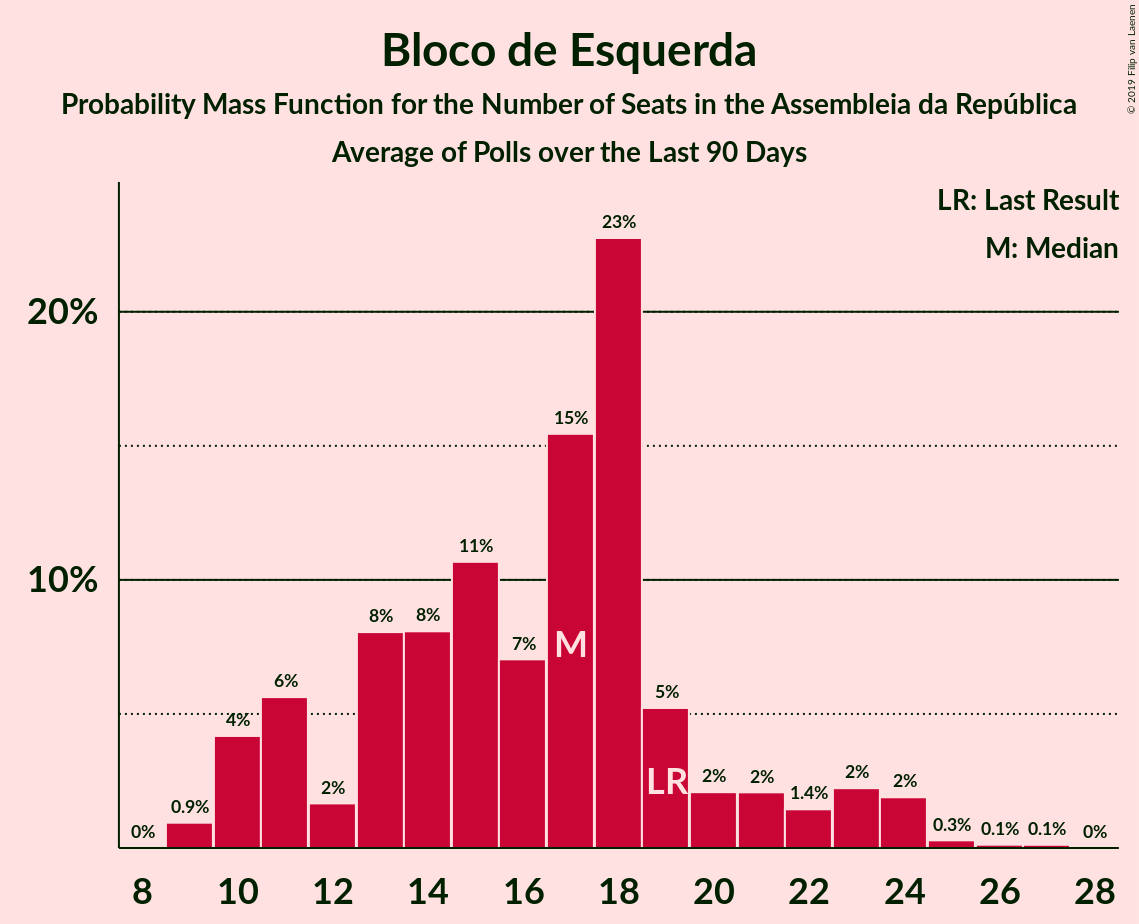 Bloco de Esquerda
Probability Mass Function for the Number of Seats in the Assembleia da República
Average of Polls over the Last 90 Days
© 2019 Filip van Laenen
LR: Last Result
M: Median
20%
10%
0%
0.9%
4%
6%
2%
8%
8%
11%
7%
15%
23%
5%
2%
2%
1.4%
2%
2%
0.3%
0.1%
0.1%
0%
M
LR
8 10 12 14 16 18 20 22 24 26 28